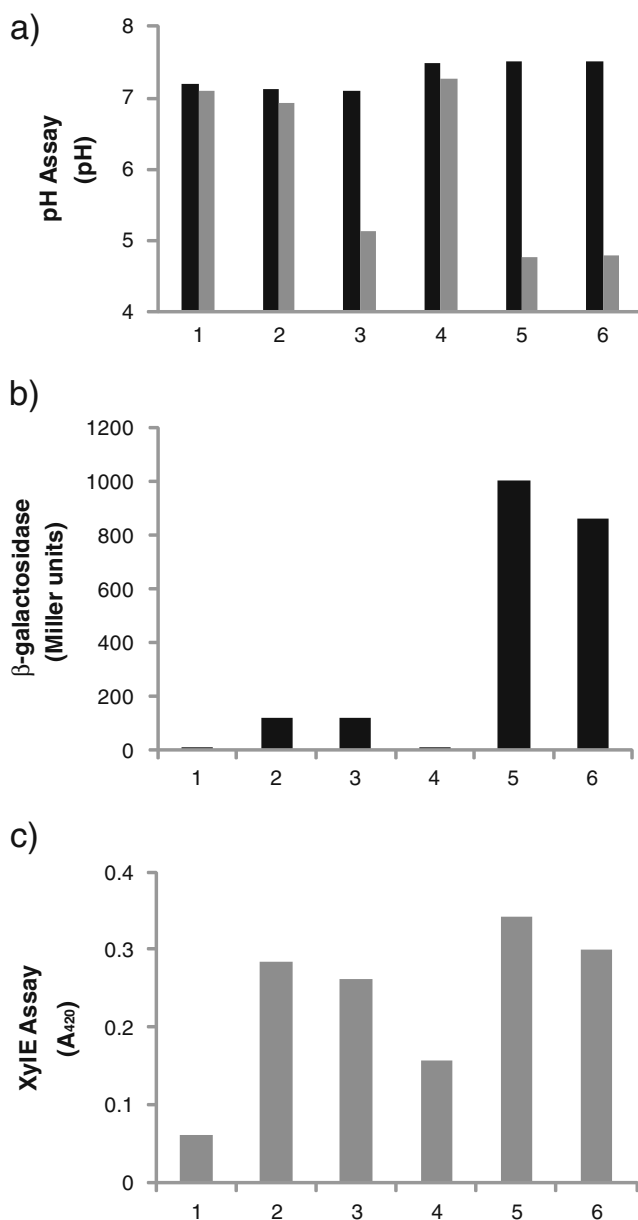 a)
pH Assay
(pH)
8
7
6
5
4
1 2 3 4 5 6
b)
β-galactosidase
(Miller units)
1200
1000
800
600
400
200
0
1 2 3 4 5 6
c)
XylE Assay
(A420)
0.4
0.3
0.2
0.1
0
1 2 3 4 5 6